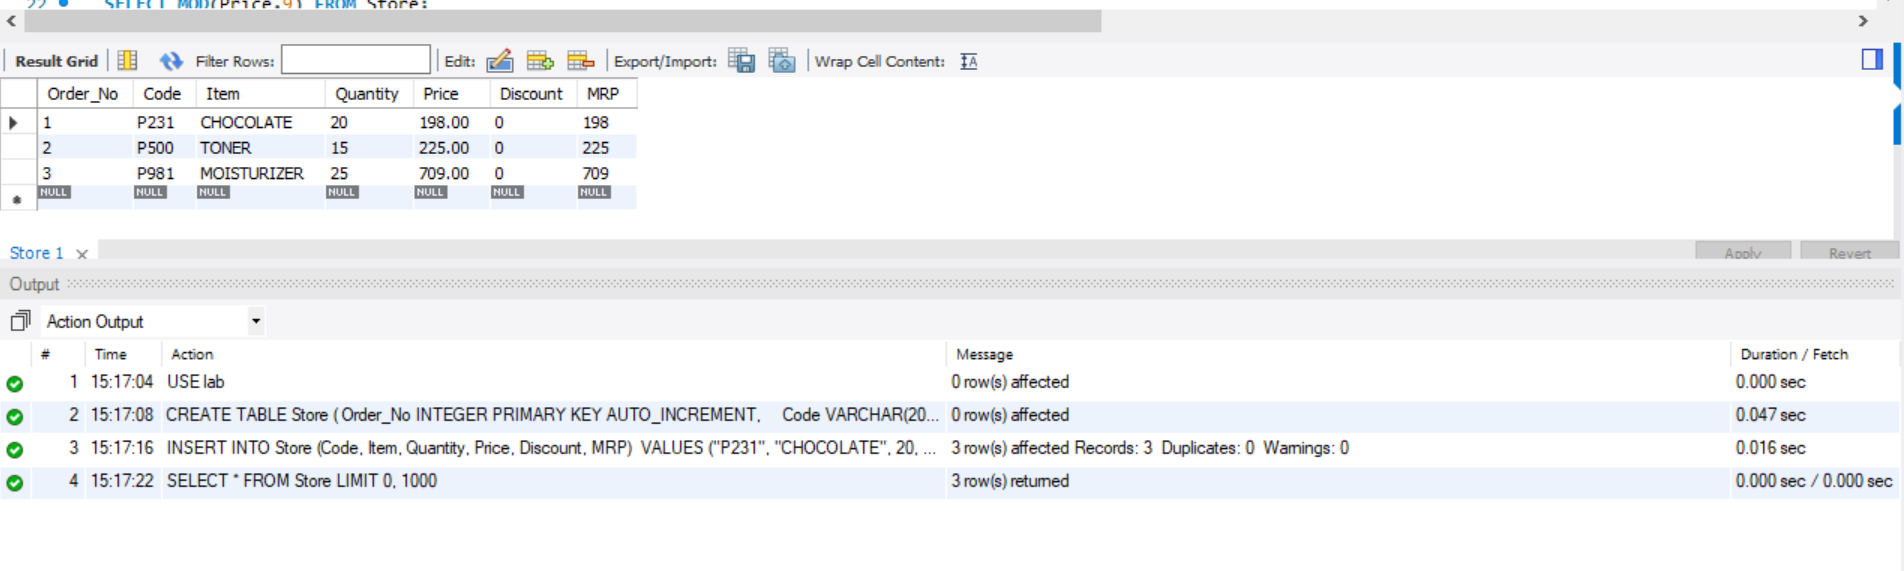 22 SELECT MOD(Price,9) FROM Store;
Result Grid Filter Rows: Edit: Export/Import: Wrap Cell Content: IA
Order_No Code Item Quantity Price Discount MRP
1 P231 CHOCOLATE 20 198.00 0 198
2 P500 TONER 15 225.00 0 225
3 P981 MOISTURIZER 25 709.00 0 709
NULL NULL NULL NULL NULL NULL NULL
Store 1 Apply Revert
Output
Action Output
# Time Action Message Duration / Fetch
1 15:17:04 USE lab 0 row(s) affected 0.000 sec
2 15:17:08 CREATE TABLE Store ( Order_No INTEGER PRIMARY KEY AUTO_INCREMENT, Code VARCHAR(20... 0 row(s) affected 0.047 sec
3 15:17:16 INSERT INTO Store (Code, Item, Quantity, Price, Discount, MRP) VALUES ("P231", "CHOCOLATE", 20, ... 3 row(s) affected Records: 3 Duplicates: 0 Warnings: 0 0.016 sec
4 15:17:22 SELECT * FROM Store LIMIT 0, 1000 3 row(s) returned 0.000 sec / 0.000 sec